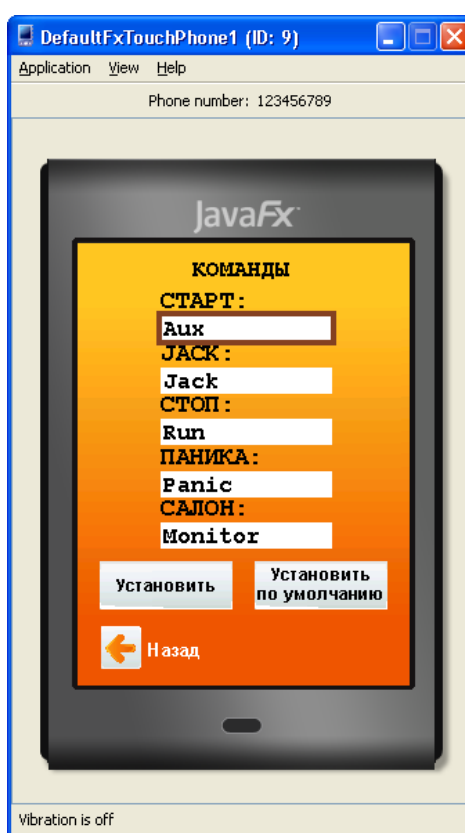 DefaultFxTouchPhone1 (ID: 9)
Application View Help
Phone number: 123456789
JavaFx
КОМАНДЫ
СТАРТ:
Aux
JACK:
Jack
СТОП:
Run
ПАНИКА:
Panic
САЛОН:
Monitor
Установить
Установить
по умолчанию
Назад
Vibration is off